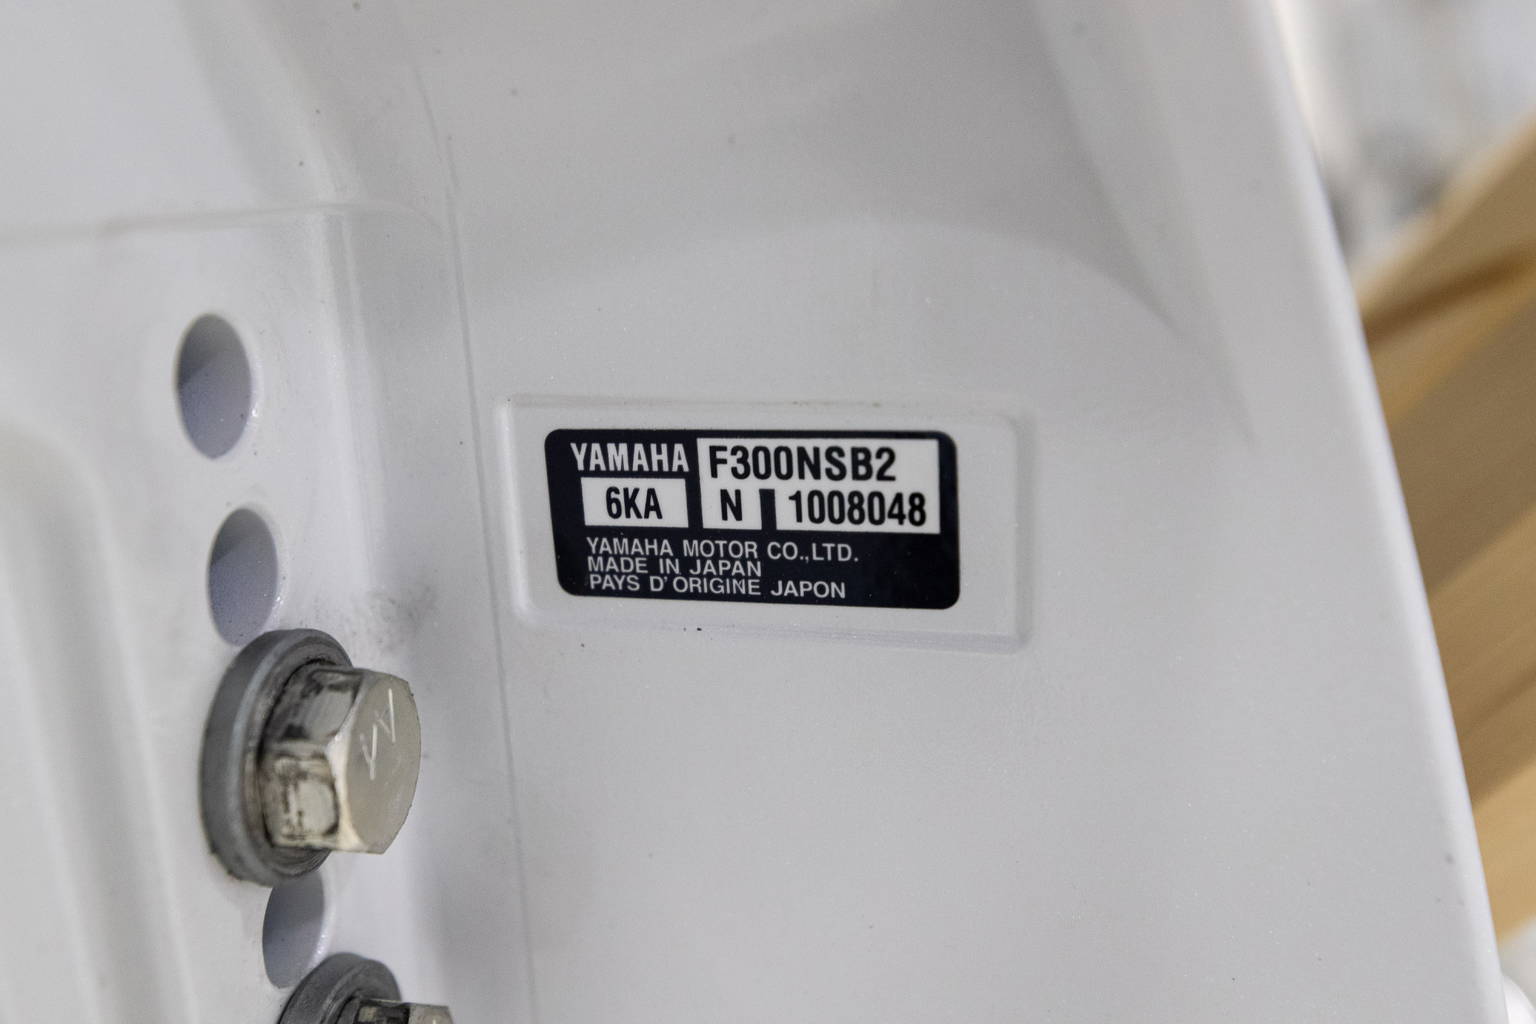 YAMAHA F300NSB2
6KA N 1008048
YAMAHA MOTOR CO.,LTD.
MADE IN JAPAN
PAYS D'ORIGINE JAPON